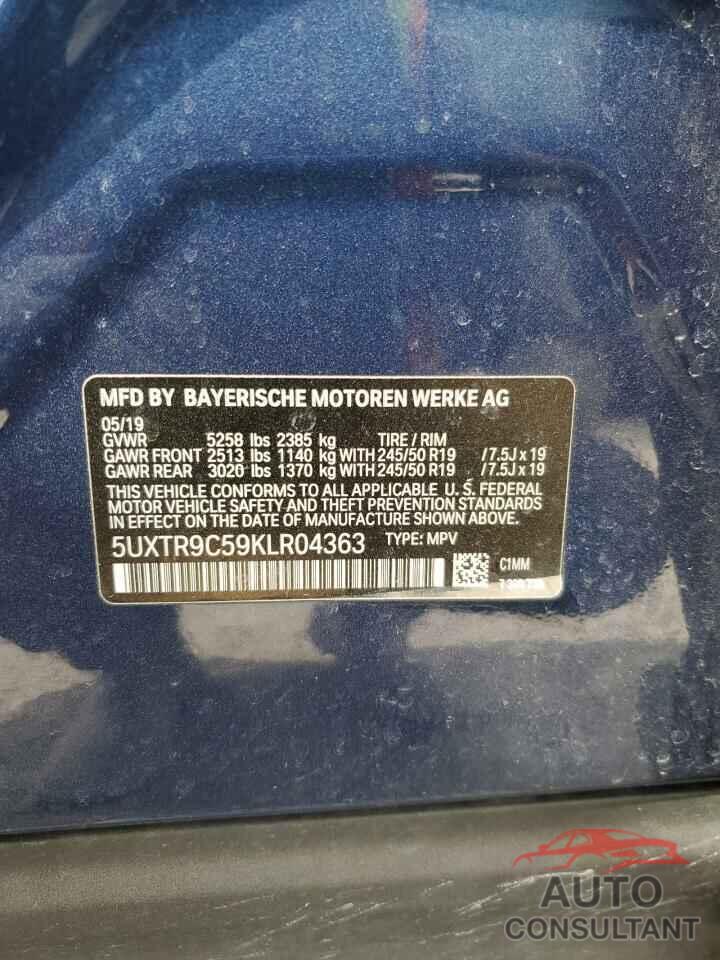 MFD BY BAYERISCHE MOTOREN WERKE AG
05/19
GVWR 5258 lbs 2385 kg TIRE / RIM
GAWR FRONT 2513 lbs 1140 kg WITH 245/50 R19 / 7.5J x 19
GAWR REAR 3020 lbs 1370 kg WITH 245/50 R19 / 7.5J x 19
THIS VEHICLE CONFORMS TO ALL APPLICABLE U. S. FEDERAL
MOTOR VEHICLE SAFETY AND THEFT PREVENTION STANDARDS
IN EFFECT ON THE DATE OF MANUFACTURE SHOWN ABOVE.
5UXTR9C59KLR04363 TYPE: MPV
C1MM
AUTO
CONSULTANT